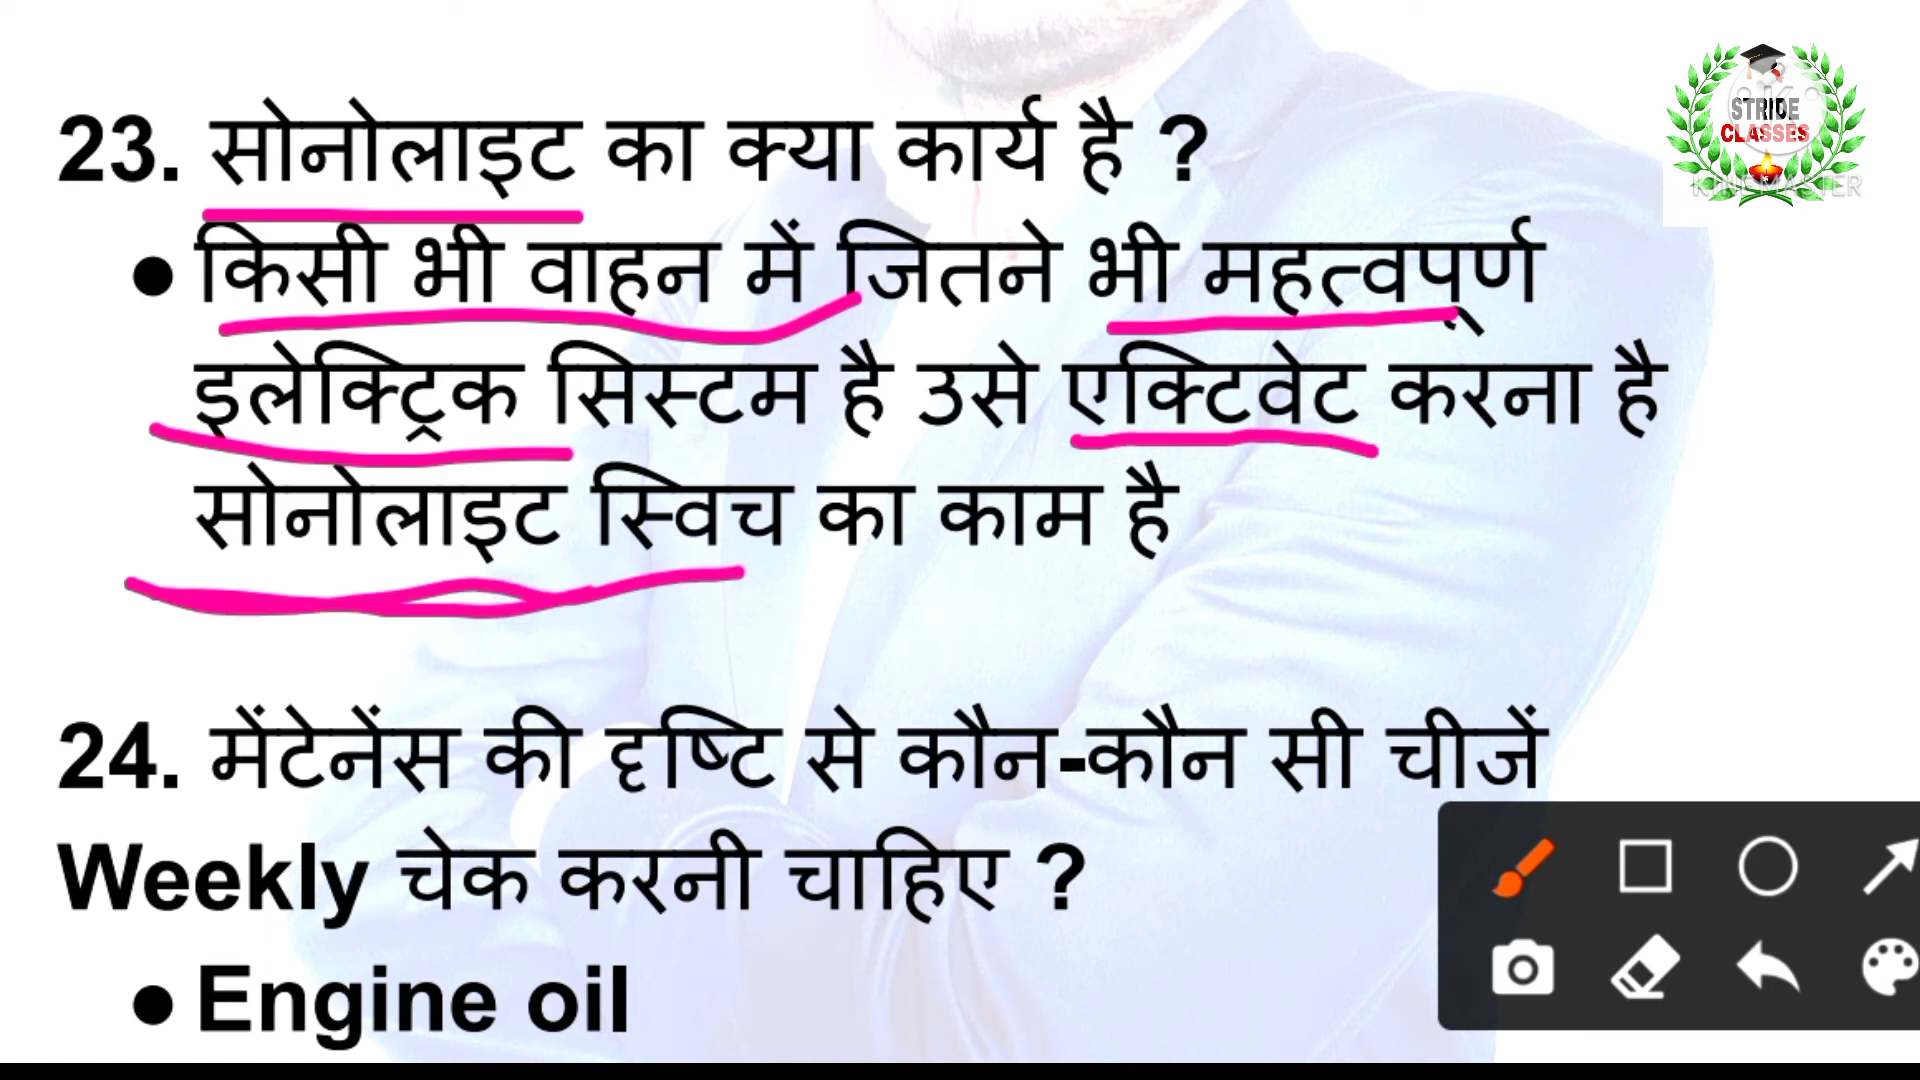 STRIDE
CLASSES
KINEMASTER
23. सोनोलाइट का क्या कार्य है ?
● किसी भी वाहन में जितने भी महत्वपूर्ण
इलेक्ट्रिक सिस्टम है उसे एक्टिवेट करना है
सोनोलाइट स्विच का काम है
24. मेंटेनेंस की दृष्टि से कौन-कौन सी चीजें
Weekly चेक करनी चाहिए ?
● Engine oil